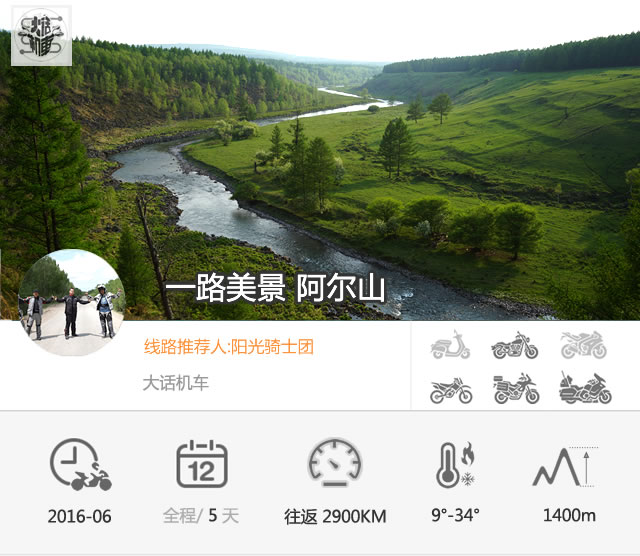 一路美景 阿尔山
线路推荐人:阳光骑士团
大话机车
12
2016-06
全程/ 5 天
往返 2900KM
9°-34°
1400m